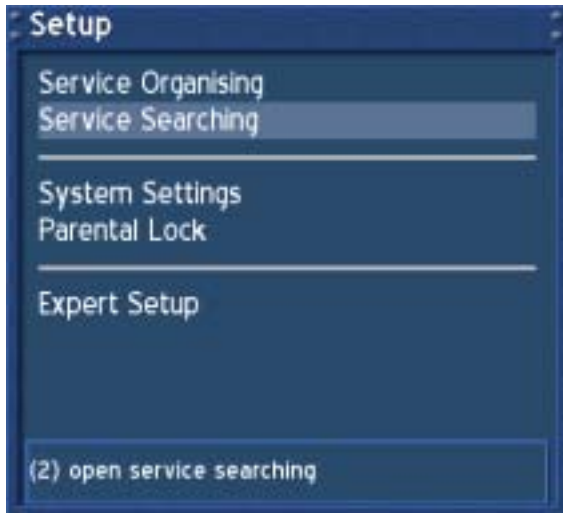 Setup
Service Organising
Service Searching
System Settings
Parental Lock
Expert Setup
(2) open service searching